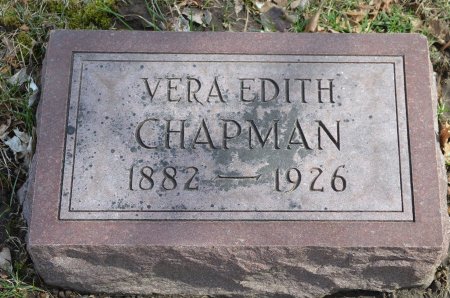 VERA EDITH
CHAPMAN
1882 — 1926